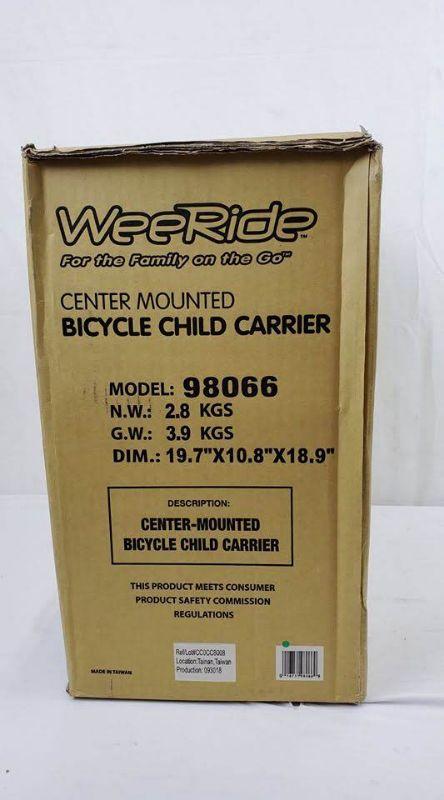 WeeRide™
For the Family on the Go™
CENTER MOUNTED
BICYCLE CHILD CARRIER
MODEL: 98066
N.W.: 2.8 KGS
G.W.: 3.9 KGS
DIM.: 19.7"X10.8"X18.9"
DESCRIPTION:
CENTER-MOUNTED
BICYCLE CHILD CARRIER
THIS PRODUCT MEETS CONSUMER
PRODUCT SAFETY COMMISSION
REGULATIONS
Location:Tainan,Taiwan
Production: 093018
MADE IN TAIWAN